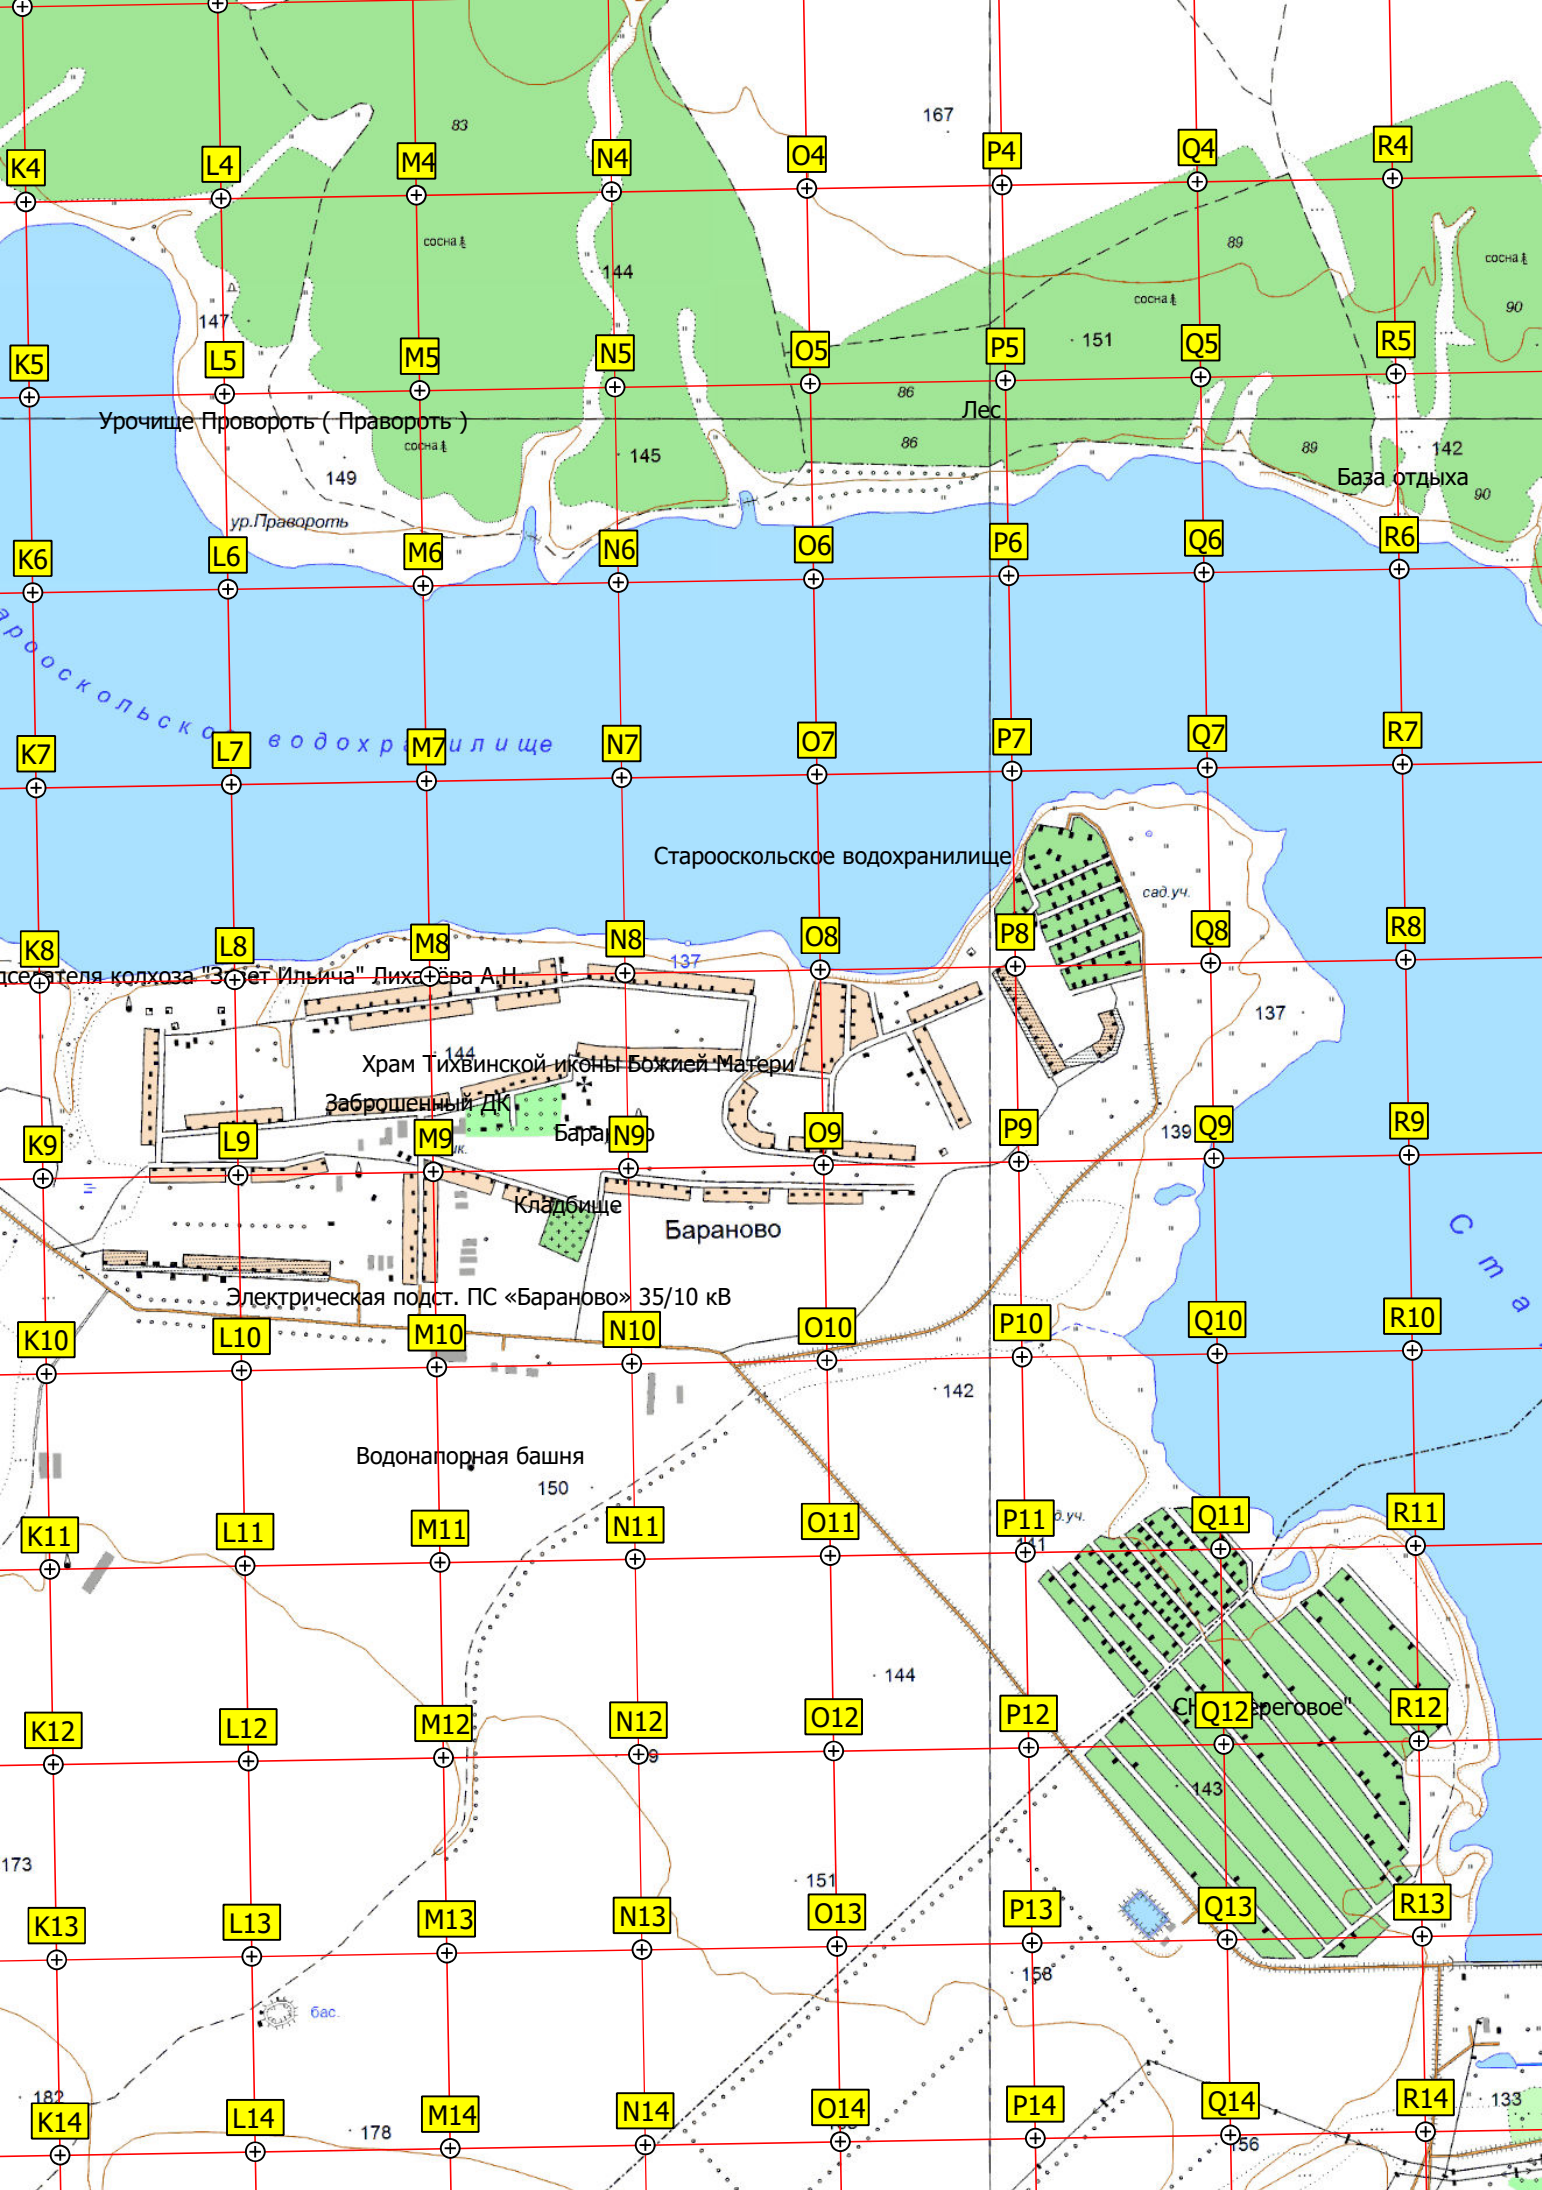 167
83
K4
L4
M4
N4
O4
P4
Q4
R4
сосна
89
сосна
144
сосна
90
147
151
K5
L5
M5
N5
O5
P5
Q5
R5
86
Лес
Урочище Провороть ( Правороть )
сосна
86
145
89
142
149
База отдыха
90
ур.Правороть
K6
L6
M6
N6
O6
P6
Q6
R6
K7
L7
M7
N7
O7
P7
Q7
R7
Старооскольское водохранилище
сад.уч.
K8
L8
M8
N8
O8
P8
Q8
R8
137
колхоза
137
144
Храм Тихвинской иконы Божией Матери
Заброшенный ДК
139
K9
L9
M9
N9
O9
P9
Q9
R9
Кладбище
Бараново
С т а
Электрическая подст. ПС «Бараново» 35/10 кВ
K10
L10
M10
N10
O10
P10
Q10
R10
142
Водонапорная башня
150
K11
L11
M11
N11
O11
P11
Q11
R11
144
K12
L12
M12
N12
O12
P12
Q12
R12
143
173
151
K13
L13
M13
N13
O13
P13
Q13
R13
158
бас.
182
K14
L14
M14
N14
O14
P14
Q14
R14
133
178